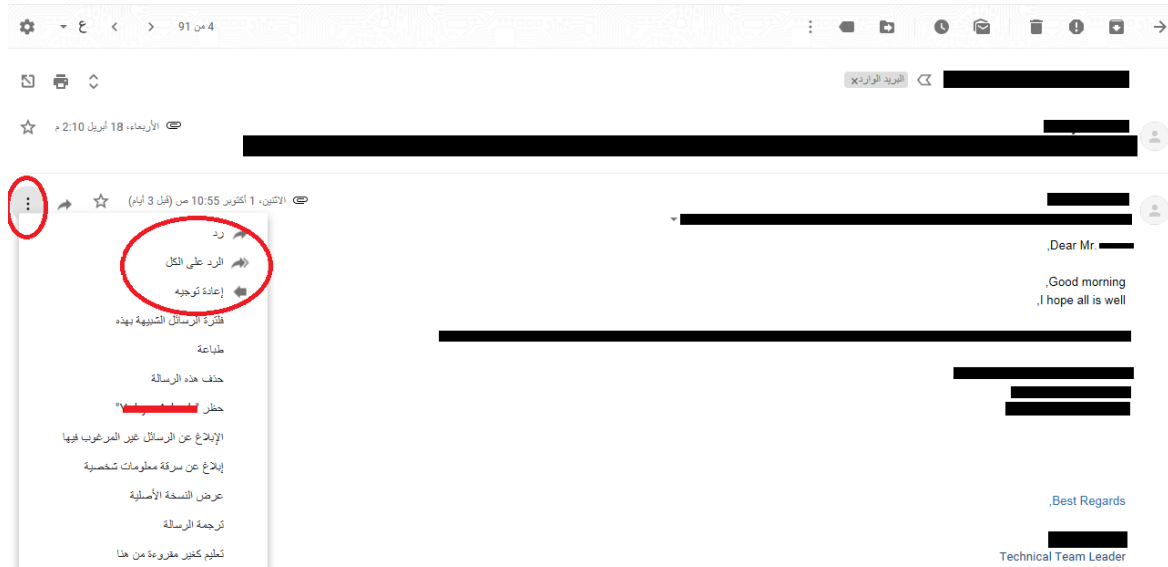 4 من 91
ع
البريد الوارد x
الأربعاء، 18 أبريل 2:10 م
الاثنين، 1 أكتوبر 10:55 ص (قبل 3 أيام)
رد
الرد على الكل
إعادة توجيه
فلترة الرسائل الشبيهة بهذه
طباعة
حذف هذه الرسالة
حظر "
الإبلاغ عن الرسائل غير المرغوب فيها
إبلاغ عن سرقة معلومات شخصية
عرض النسخة الأصلية
ترجمة الرسالة
تعليم كغير مقروءة من هنا
,Dear Mr.
,Good morning
,I hope all is well
,Best Regards
Technical Team Leader